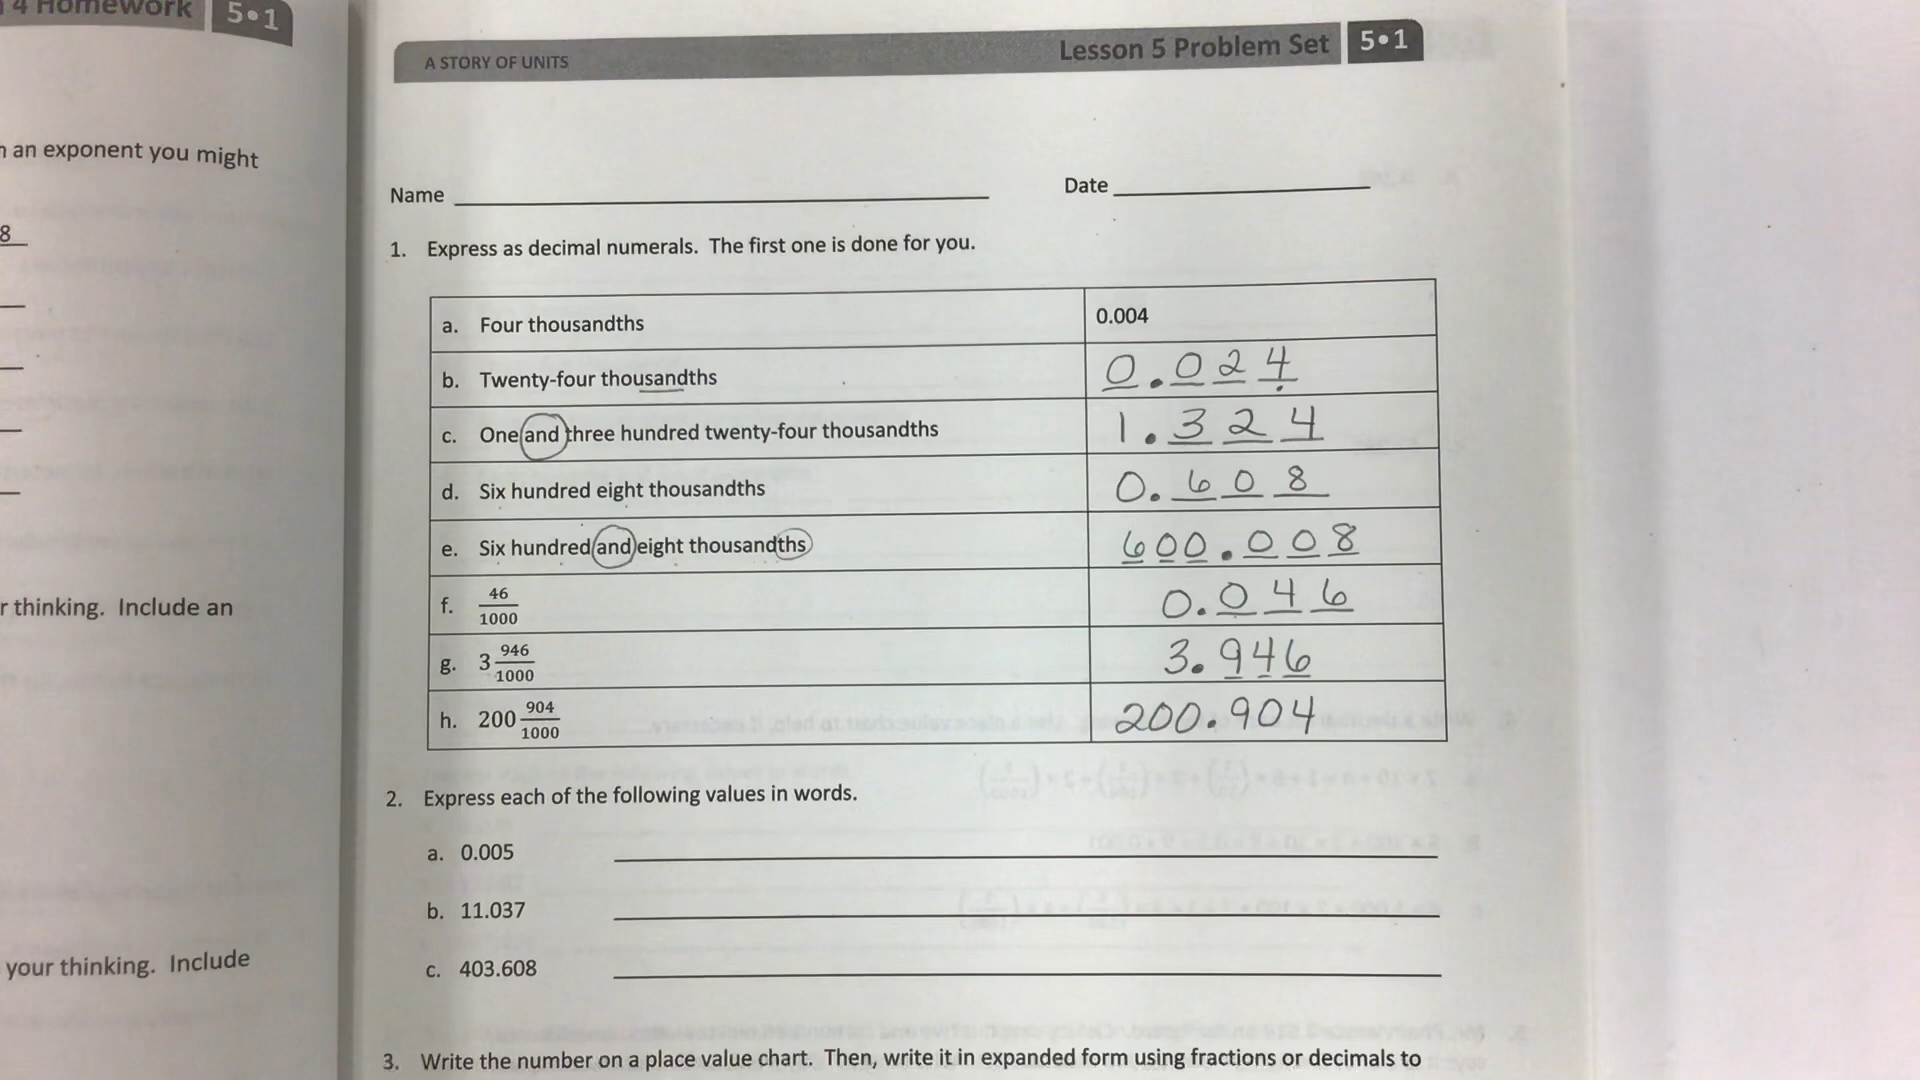 4 Homework 5•1
an exponent you might
8
thinking. Include an
your thinking. Include
A STORY OF UNITS Lesson 5 Problem Set 5•1
Name Date
1. Express as decimal numerals. The first one is done for you.
a. Four thousandths 0.004
b. Twenty-four thousandths 0.024
c. One and three hundred twenty-four thousandths 1.324
d. Six hundred eight thousandths 0.608
e. Six hundred and eight thousandths 600.008
f. 46/1000 0.046
g. 3 946/1000 3.946
h. 200 904/1000 200.904
2. Express each of the following values in words.
a. 0.005
b. 11.037
c. 403.608
3. Write the number on a place value chart. Then, write it in expanded form using fractions or decimals to